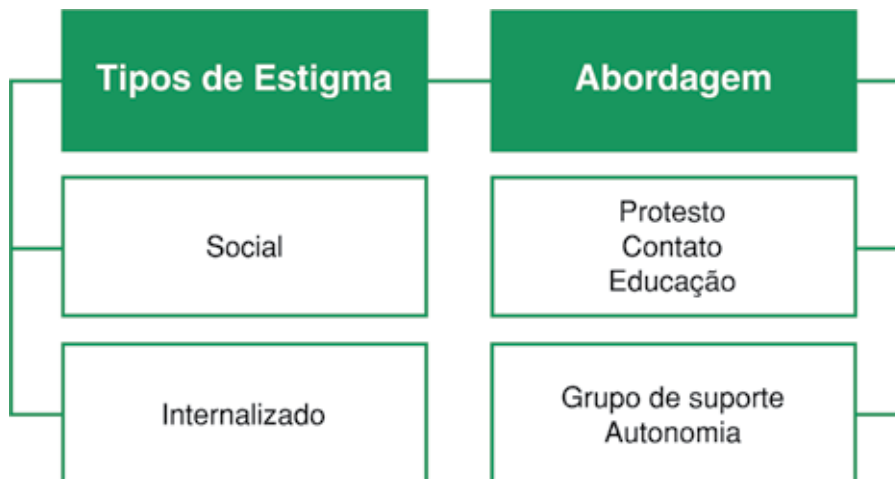 Tipos de Estigma
Abordagem
Social
Protesto
Contato
Educação
Internalizado
Grupo de suporte
Autonomia